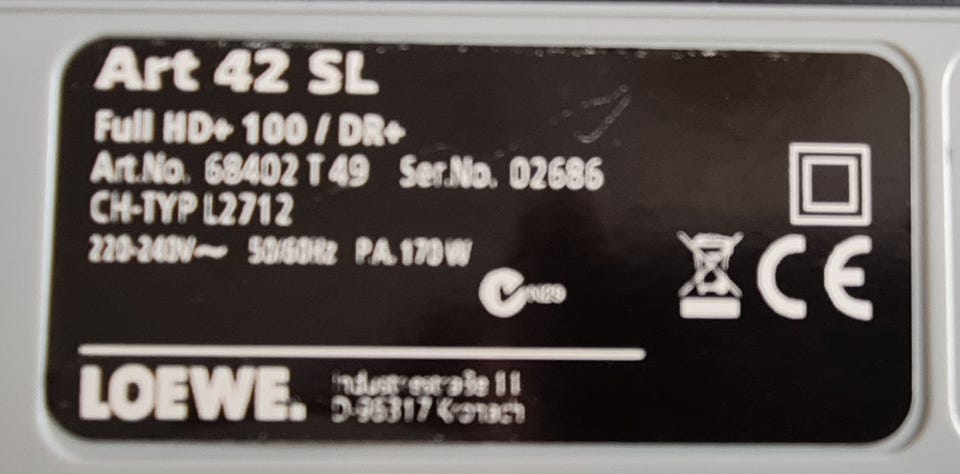 Art 42 SL
Full HD+ 100 / DR+
Art.No. 68402 T 49 Ser.No. 02686
CH-TYP L2712
220-240V~ 50/60Hz P.A. 170 W
CE
LOEWE. Industriestraße 11
D-96317 Kronach